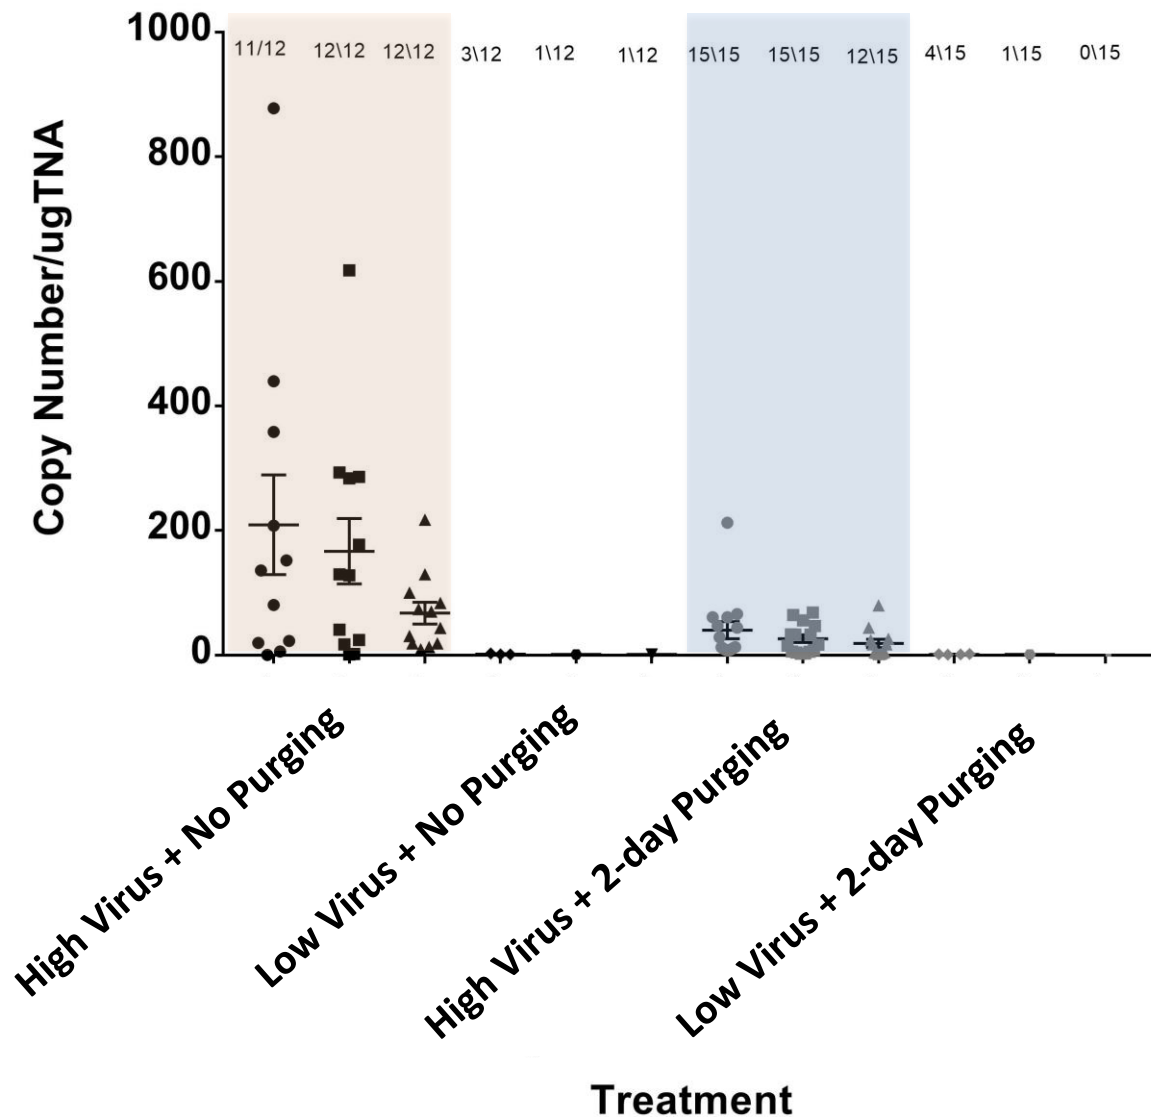 1000
800
600
400
200
0
Copy Number/ugTNA
11/12 12\12 12\12 3\12 1\12 1\12 15\15 15\15 12\15 4\15 1\15 0\15
High Virus + No Purging
Low Virus + No Purging
High Virus + 2-day Purging
Low Virus + 2-day Purging
Treatment